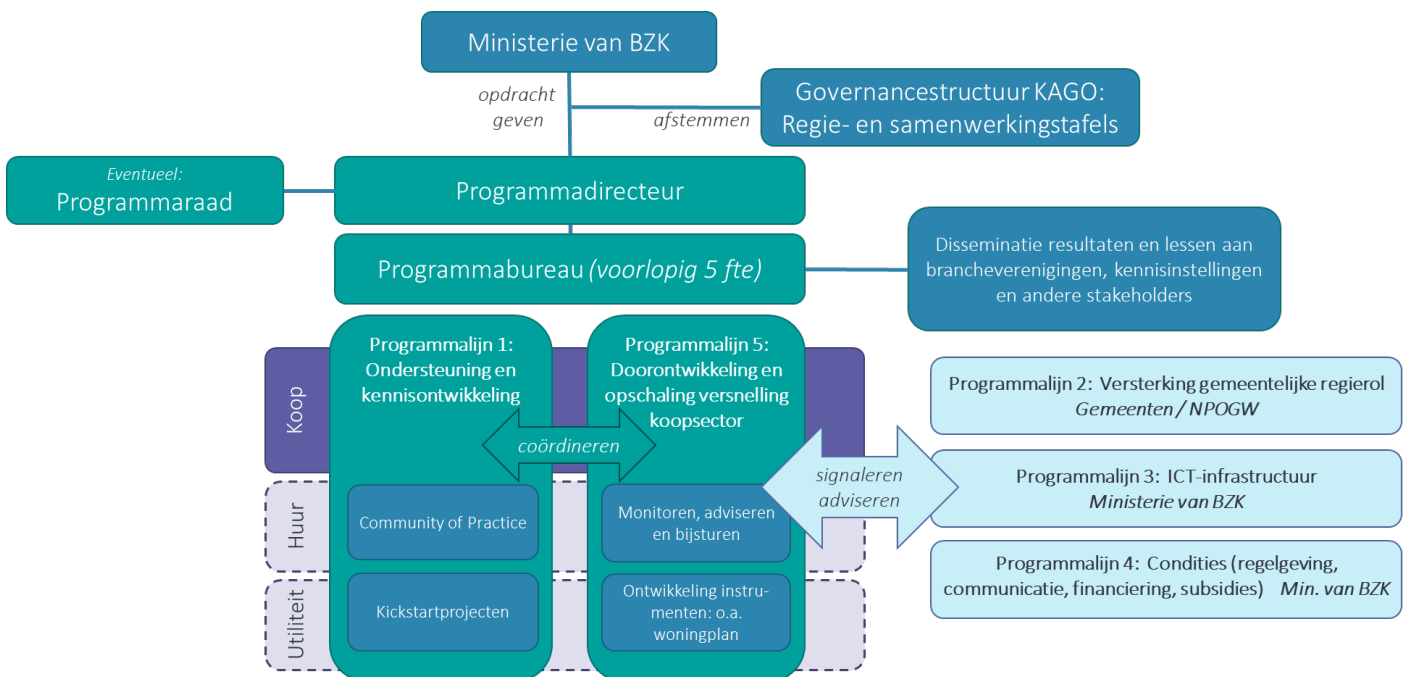 Ministerie van BZK
opdracht
geven
afstemmen
Governancestructuur KAGO:
Regie- en samenwerkingstafels
Eventueel:
Programmaraad
Programmadirecteur
Programmabureau (voorlopig 5 fte)
Disseminatie resultaten en lessen aan
brancheverenigingen, kennisinstellingen
en andere stakeholders
Koop
Huur
Utiliteit
Programmalijn 1:
Ondersteuning en
kennisontwikkeling
Programmalijn 5:
Doorontwikkeling en
opschaling versnelling
koopsector
coördineren
Community of Practice
Kickstartprojecten
Monitoren, adviseren
en bijsturen
Ontwikkeling instru-
menten: o.a.
woningplan
signaleren
adviseren
Programmalijn 2: Versterking gemeentelijke regierol
Gemeenten / NPOGW
Programmalijn 3: ICT-infrastructuur
Ministerie van BZK
Programmalijn 4: Condities (regelgeving,
communicatie, financiering, subsidies) Min. van BZK